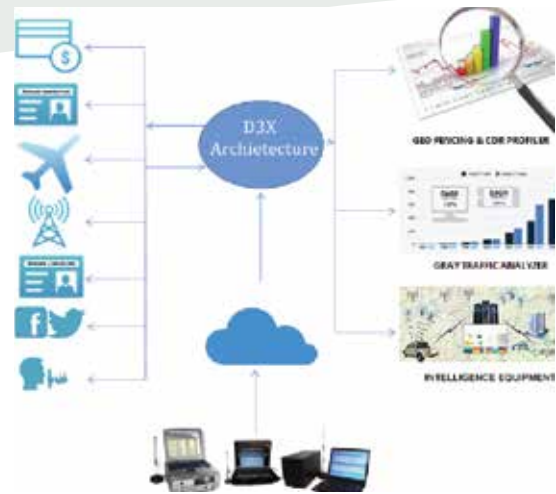 D3X
Archietecture
GEO FENCING & CDR PROFILER
GRAY TRAFFIC ANALYZER
INTELLIGENCE EQUIPMENT